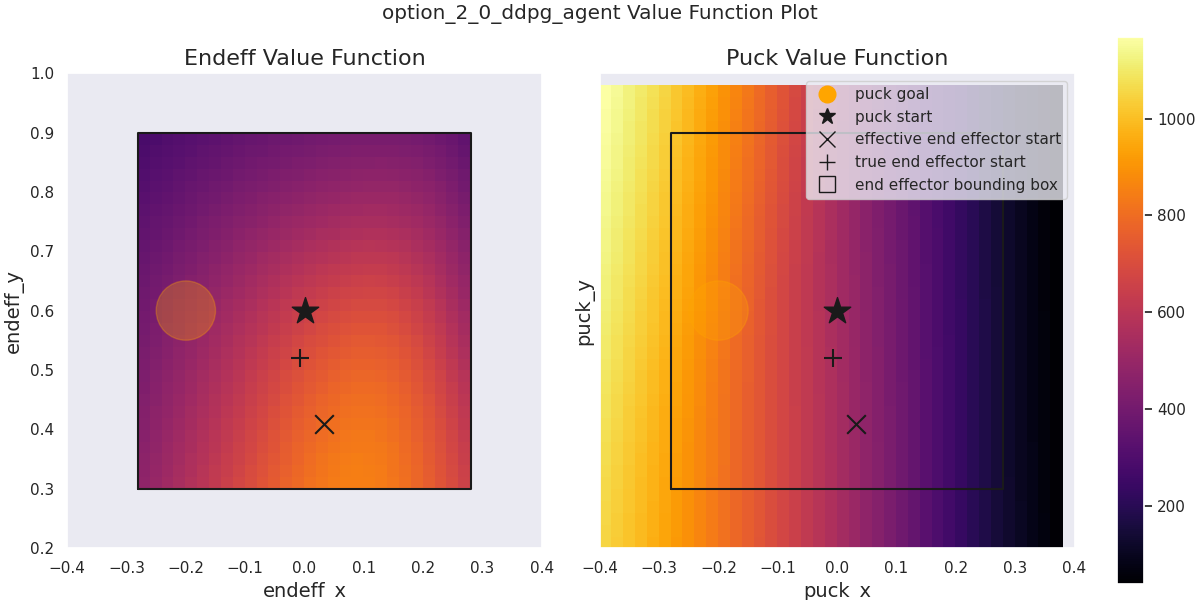 option_2_0_ddpg_agent Value Function Plot
Endeff Value Function
1.0
0.9
0.8
0.7
0.6
0.5
0.4
0.3
0.2
endeff_y
−0.4 −0.3 −0.2 −0.1 0.0 0.1 0.2 0.3 0.4
endeff_x
Puck Value Function
puck goal
puck start
effective end effector start
true end effector start
end effector bounding box
puck_y
−0.4 −0.3 −0.2 −0.1 0.0 0.1 0.2 0.3 0.4
puck_x
1000
800
600
400
200